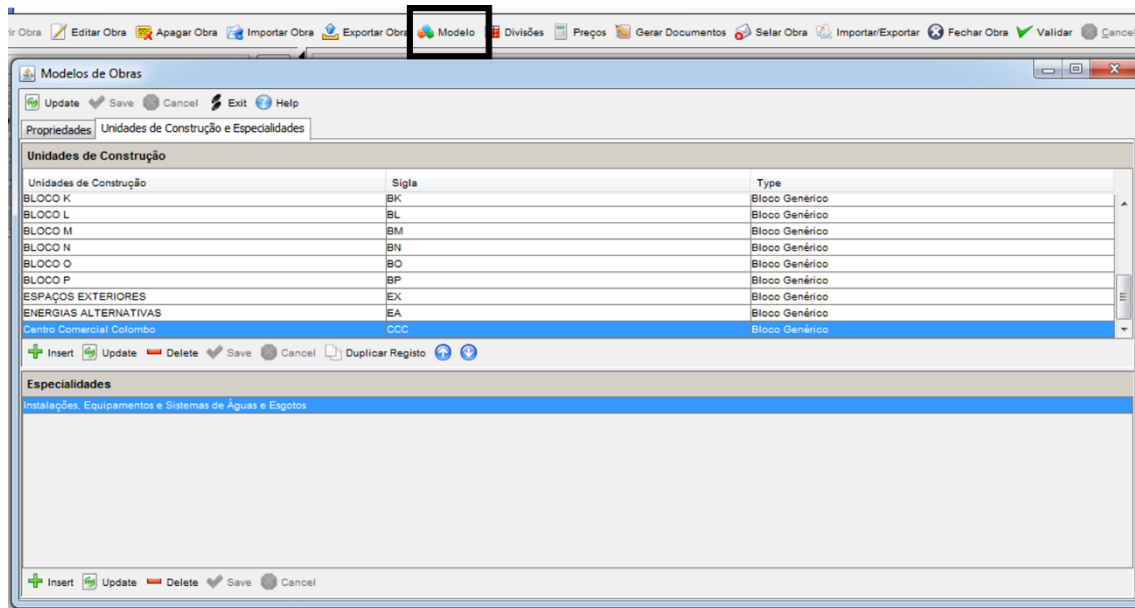 ir Obra Editar Obra Apagar Obra Importar Obra Exportar Obra Modelo Divisões Preços Gerar Documentos Selar Obra Importar/Exportar Fechar Obra Validar Cancel
Modelos de Obras
Update Save Cancel Exit Help
Propriedades Unidades de Construção e Especialidades
Unidades de Construção
Unidades de Construção Sigla Type
BLOCO K BK Bloco Genérico
BLOCO L BL Bloco Genérico
BLOCO M BM Bloco Genérico
BLOCO N BN Bloco Genérico
BLOCO O BO Bloco Genérico
BLOCO P BP Bloco Genérico
ESPAÇOS EXTERIORES EX Bloco Genérico
ENERGIAS ALTERNATIVAS EA Bloco Genérico
Centro Comercial Colombo CCC Bloco Genérico
Insert Update Delete Save Cancel Duplicar Registo
Especialidades
Instalações, Equipamentos e Sistemas de Águas e Esgotos
Insert Update Delete Save Cancel